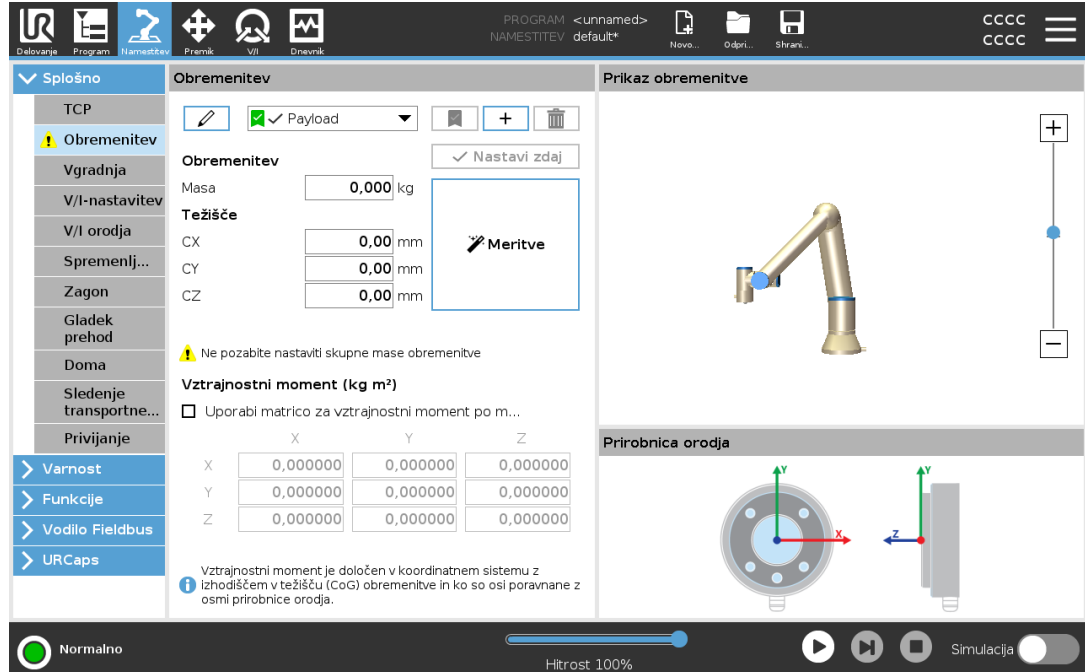 UR
PROGRAM <unnamed>
NAMESTITEV default*
CCCC
CCCC
Delovanje Program Namestitev Premik V/I Dnevnik Novo... Odpri... Shrani...
Splošno
TCP
Obremenitev
Vgradnja
V/I-nastavitev
V/I orodja
Spremenlj...
Zagon
Gladek
prehod
Doma
Sledenje
transportne...
Privijanje
Varnost
Funkcije
Vodilo Fieldbus
URCaps
Obremenitev
Payload
Obremenitev
Nastavi zdaj
Masa 0,000 kg
Težišče
CX 0,00 mm
CY 0,00 mm
CZ 0,00 mm
Meritve
Ne pozabite nastaviti skupne mase obremenitve
Vztrajnostni moment (kg m²)
Uporabi matrico za vztrajnostni moment po m...
X Y Z
X 0,000000 0,000000 0,000000
Y 0,000000 0,000000 0,000000
Z 0,000000 0,000000 0,000000
Vztrajnostni moment je določen v koordinatnem sistemu z
izhodiščem v težišču (CoG) obremenitve in ko so osi poravnane z
osmi prirobnice orodja.
Prikaz obremenitve
Prirobnica orodja
Y
X
Y
Z
Normalno
Hitrost 100%
Simulacija